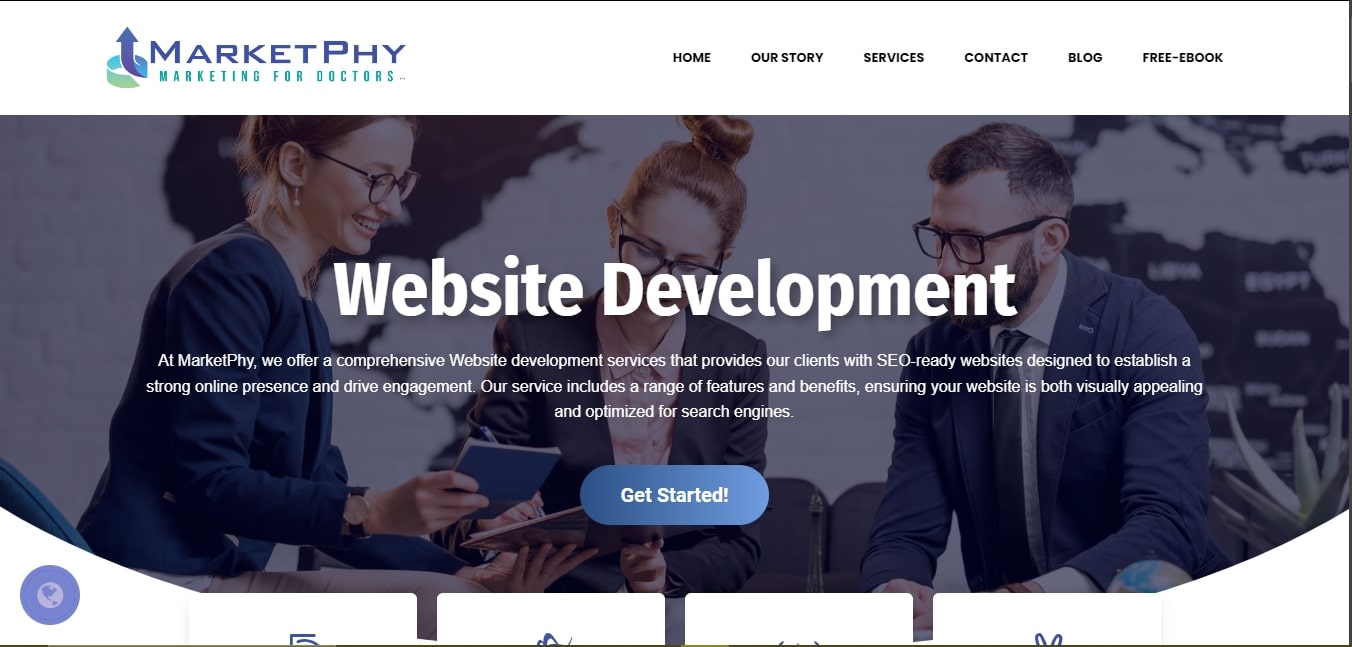 MARKETPHY
MARKETING FOR DOCTORS
HOME
OUR STORY
SERVICES
CONTACT
BLOG
FREE-EBOOK
LIBYA
EGYPT
SUDAN
Website Development
At MarketPhy, we offer a comprehensive Website development services that provides our clients with SEO-ready websites designed to establish a
strong online presence and drive engagement. Our service includes a range of features and benefits, ensuring your website is both visually appealing
and optimized for search engines.
Get Started!